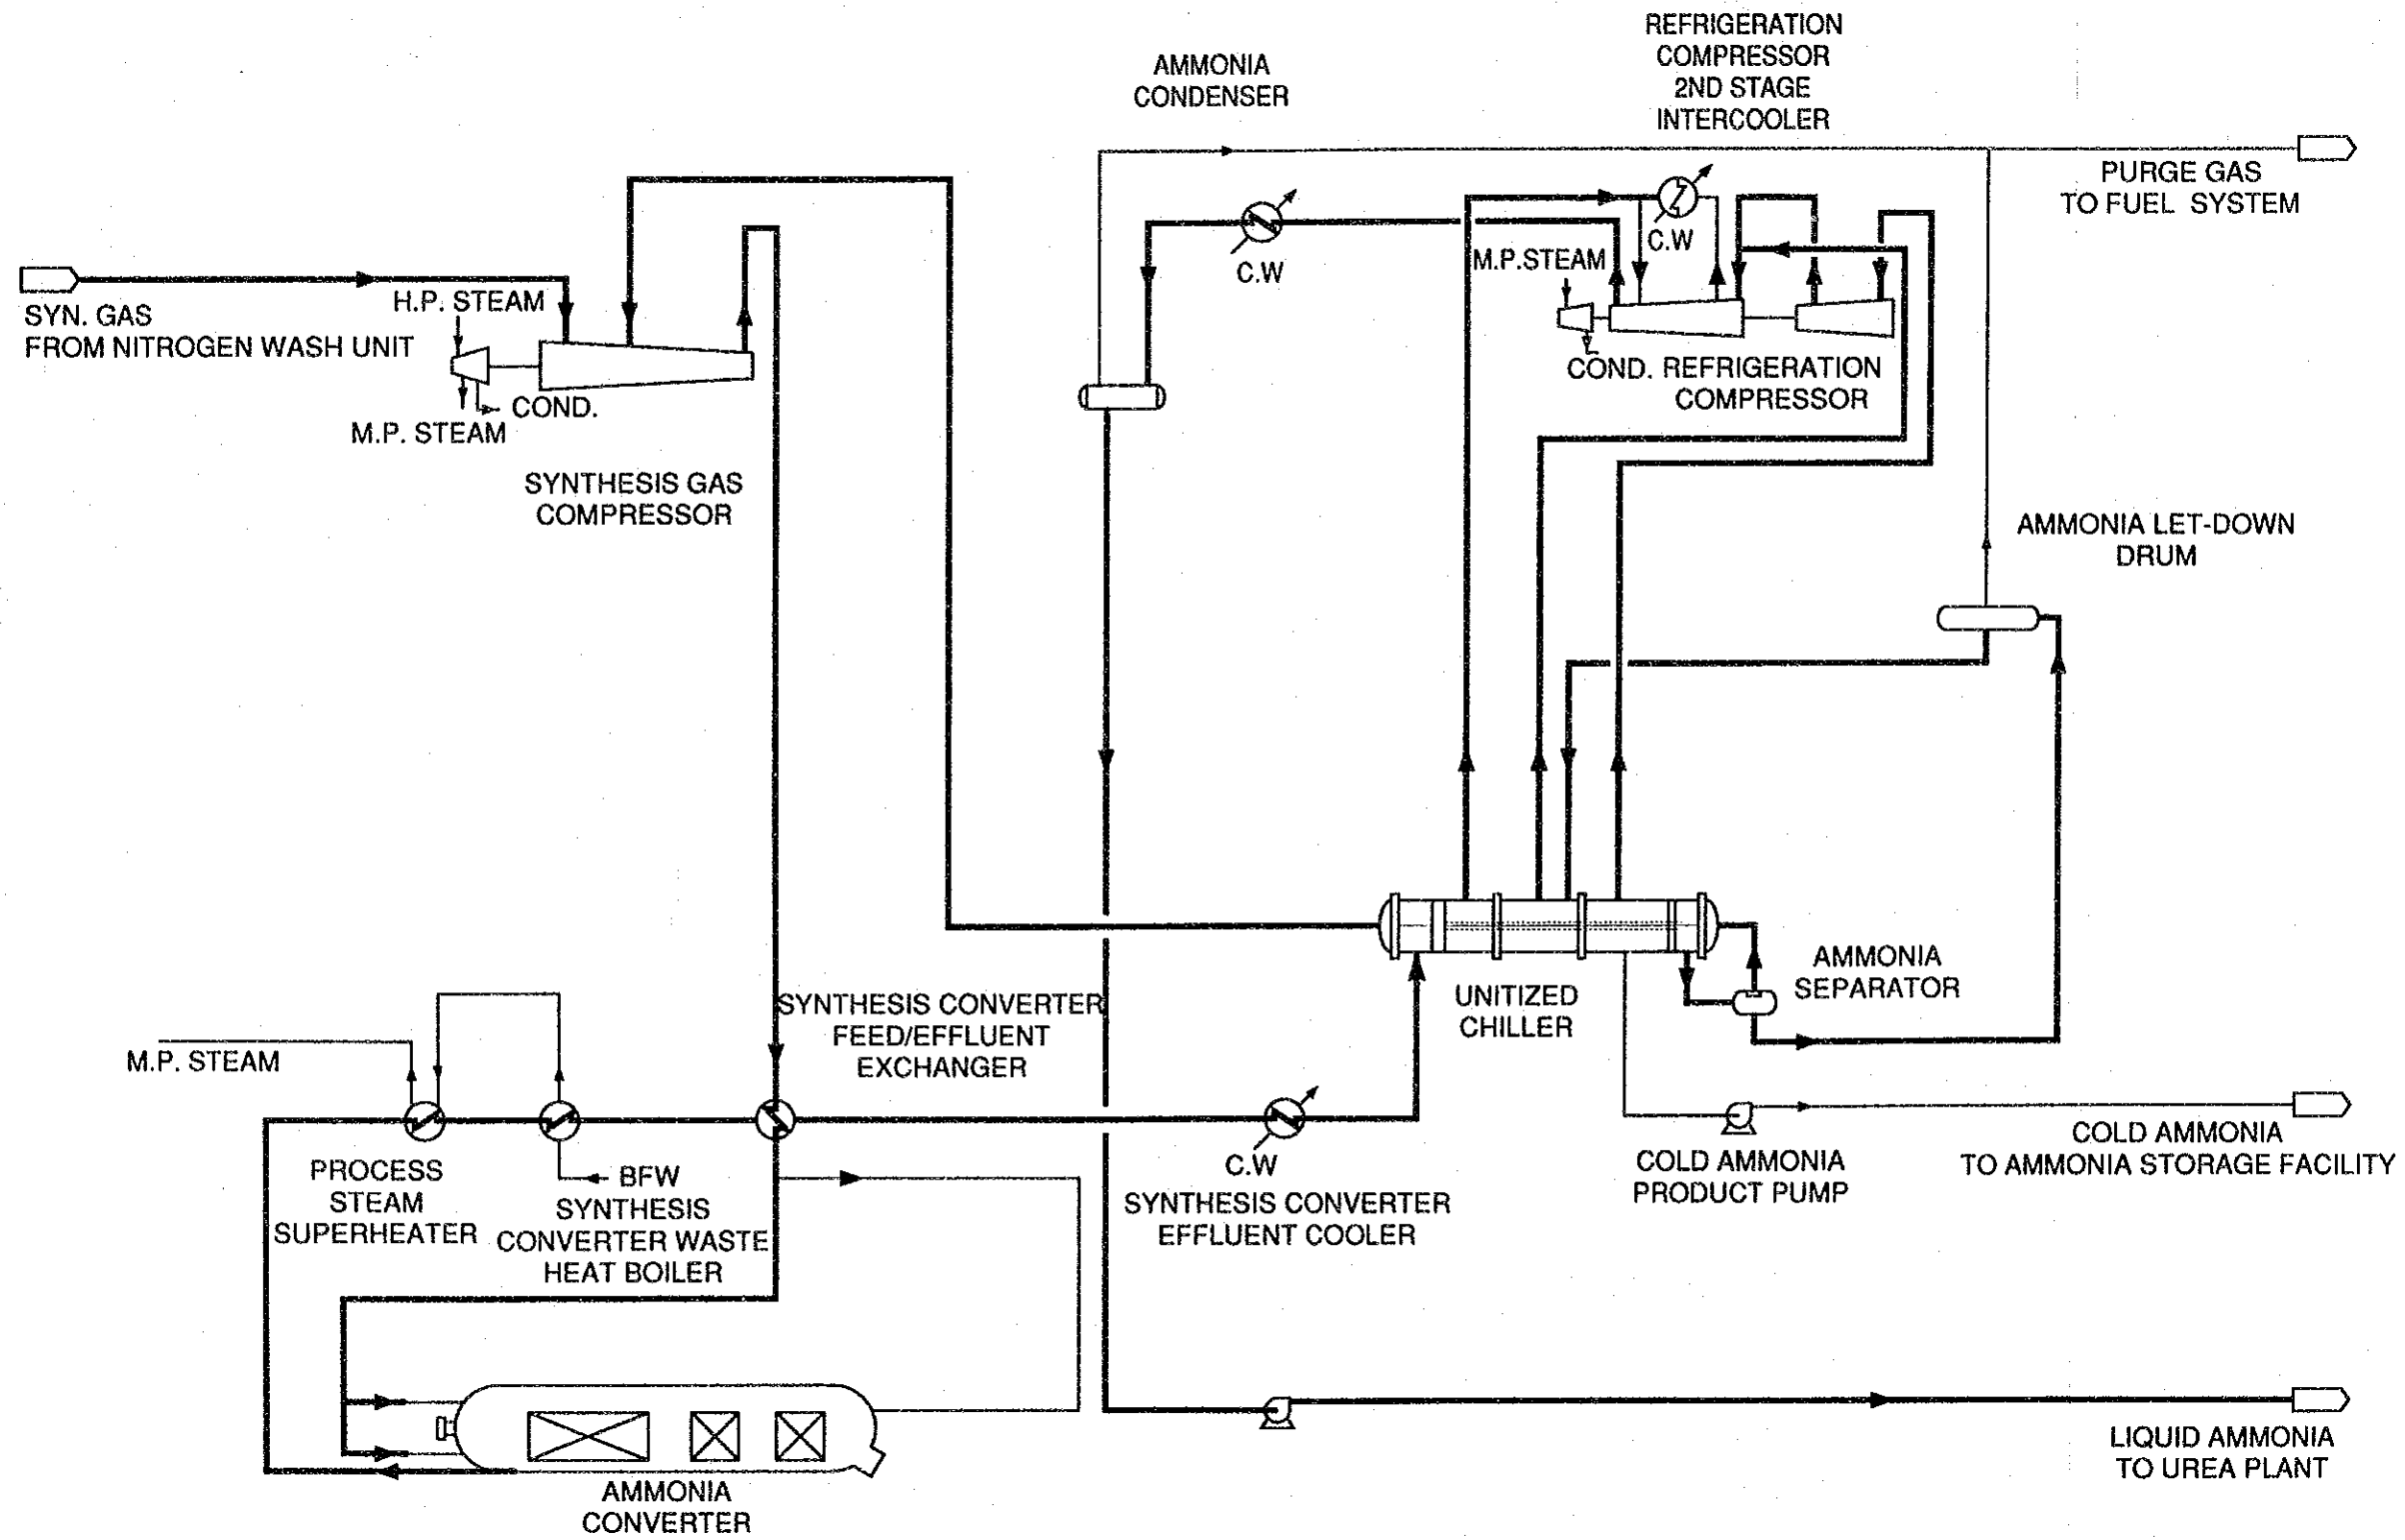 REFRIGERATION
COMPRESSOR
2ND STAGE
INTERCOOLER
AMMONIA
CONDENSER
PURGE GAS
TO FUEL SYSTEM
C.W
C.W
M.P.STEAM
H.P. STEAM
SYN. GAS
FROM NITROGEN WASH UNIT
COND.
M.P. STEAM
COND. REFRIGERATION
COMPRESSOR
SYNTHESIS GAS
COMPRESSOR
AMMONIA LET-DOWN
DRUM
AMMONIA
SEPARATOR
UNITIZED
CHILLER
SYNTHESIS CONVERTER
FEED/EFFLUENT
EXCHANGER
M.P. STEAM
COLD AMMONIA
TO AMMONIA STORAGE FACILITY
COLD AMMONIA
PRODUCT PUMP
C.W
SYNTHESIS CONVERTER
EFFLUENT COOLER
PROCESS
STEAM
SUPERHEATER
BFW
SYNTHESIS
CONVERTER WASTE
HEAT BOILER
LIQUID AMMONIA
TO UREA PLANT
AMMONIA
CONVERTER